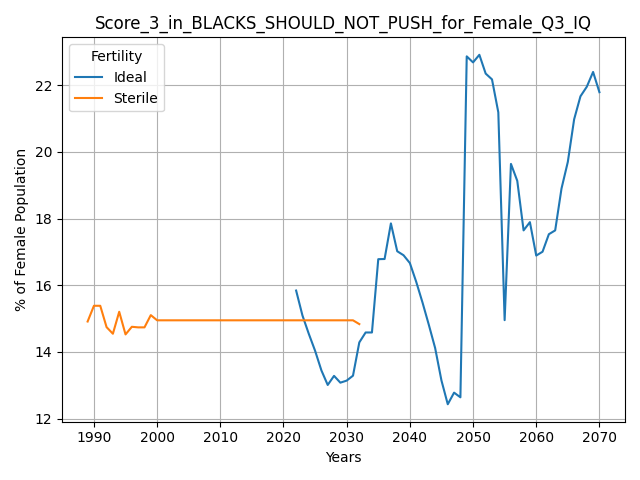 Score_3_in_BLACKS_SHOULD_NOT_PUSH_for_Female_Q3_IQ
Fertility
Ideal
Sterile
% of Female Population
22
20
18
16
14
12
1990 2000 2010 2020 2030 2040 2050 2060 2070
Years